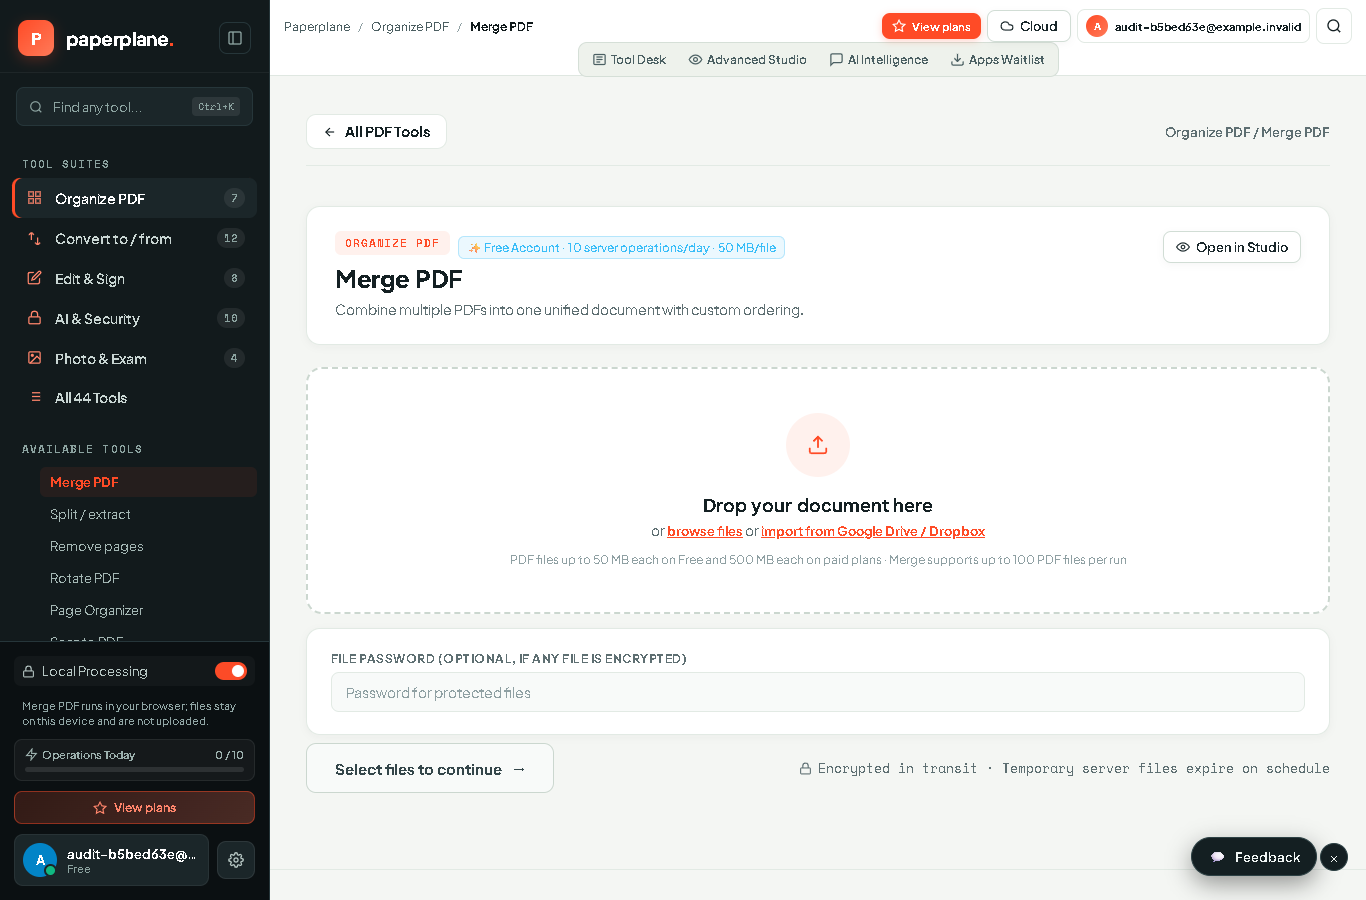 P paperplane.
Find any tool... Ctrl+K
TOOL SUITES
Organize PDF 7
Convert to / from 12
Edit & Sign 8
AI & Security 10
Photo & Exam 4
All 44 Tools
AVAILABLE TOOLS
Merge PDF
Split / extract
Remove pages
Rotate PDF
Page Organizer
Local Processing
Merge PDF runs in your browser; files stay
on this device and are not uploaded.
Operations Today 0 / 10
View plans
A audit-b5bed63e@...
Free
Paperplane / Organize PDF / Merge PDF
View plans
Cloud
A audit-b5bed63e@example.invalid
Tool Desk
Advanced Studio
AI Intelligence
Apps Waitlist
← All PDF Tools
Organize PDF / Merge PDF
ORGANIZE PDF
✨ Free Account · 10 server operations/day · 50 MB/file
Open in Studio
Merge PDF
Combine multiple PDFs into one unified document with custom ordering.
Drop your document here
or browse files or import from Google Drive / Dropbox
PDF files up to 50 MB each on Free and 500 MB each on paid plans · Merge supports up to 100 PDF files per run
FILE PASSWORD (OPTIONAL, IF ANY FILE IS ENCRYPTED)
Password for protected files
Select files to continue →
Encrypted in transit · Temporary server files expire on schedule
Feedback
×